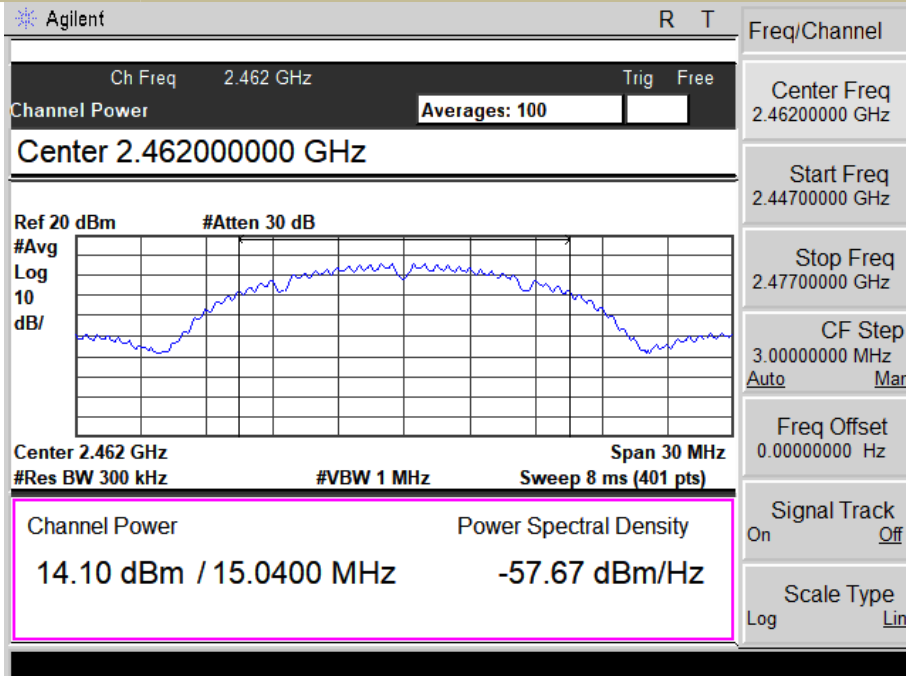 Agilent R T
Ch Freq 2.462 GHz Trig Free
Channel Power Averages: 100
Center 2.462000000 GHz
Ref 20 dBm #Atten 30 dB
#Avg
Log
10
dB/
Center 2.462 GHz Span 30 MHz
#Res BW 300 kHz #VBW 1 MHz Sweep 8 ms (401 pts)
Channel Power Power Spectral Density
14.10 dBm / 15.0400 MHz -57.67 dBm/Hz
Freq/Channel
Center Freq
2.46200000 GHz
Start Freq
2.44700000 GHz
Stop Freq
2.47700000 GHz
CF Step
3.00000000 MHz
Auto Man
Freq Offset
0.00000000 Hz
Signal Track
On Off
Scale Type
Log Lin